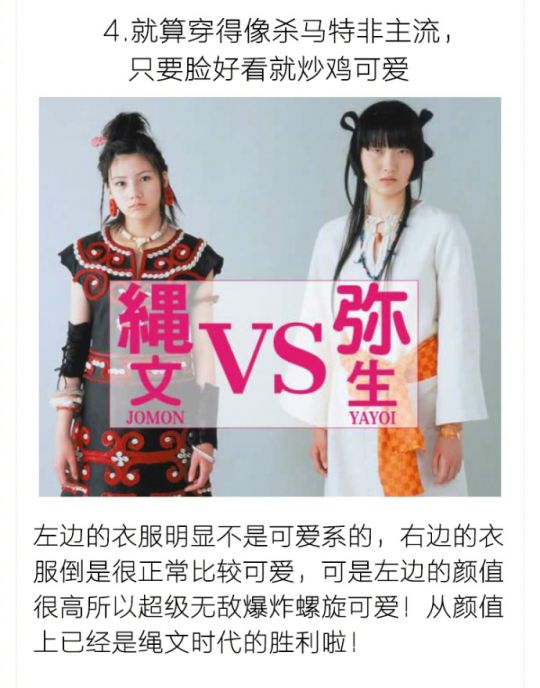 4.就算穿得像杀马特非主流，
只要脸好看就炒鸡可爱
縄文
JOMON
VS
弥生
YAYOI
左边的衣服明显不是可爱系的，右边的衣
服倒是很正常比较可爱，可是左边的颜值
很高所以超级无敌爆炸螺旋可爱！从颜值
上已经是绳文时代的胜利啦！